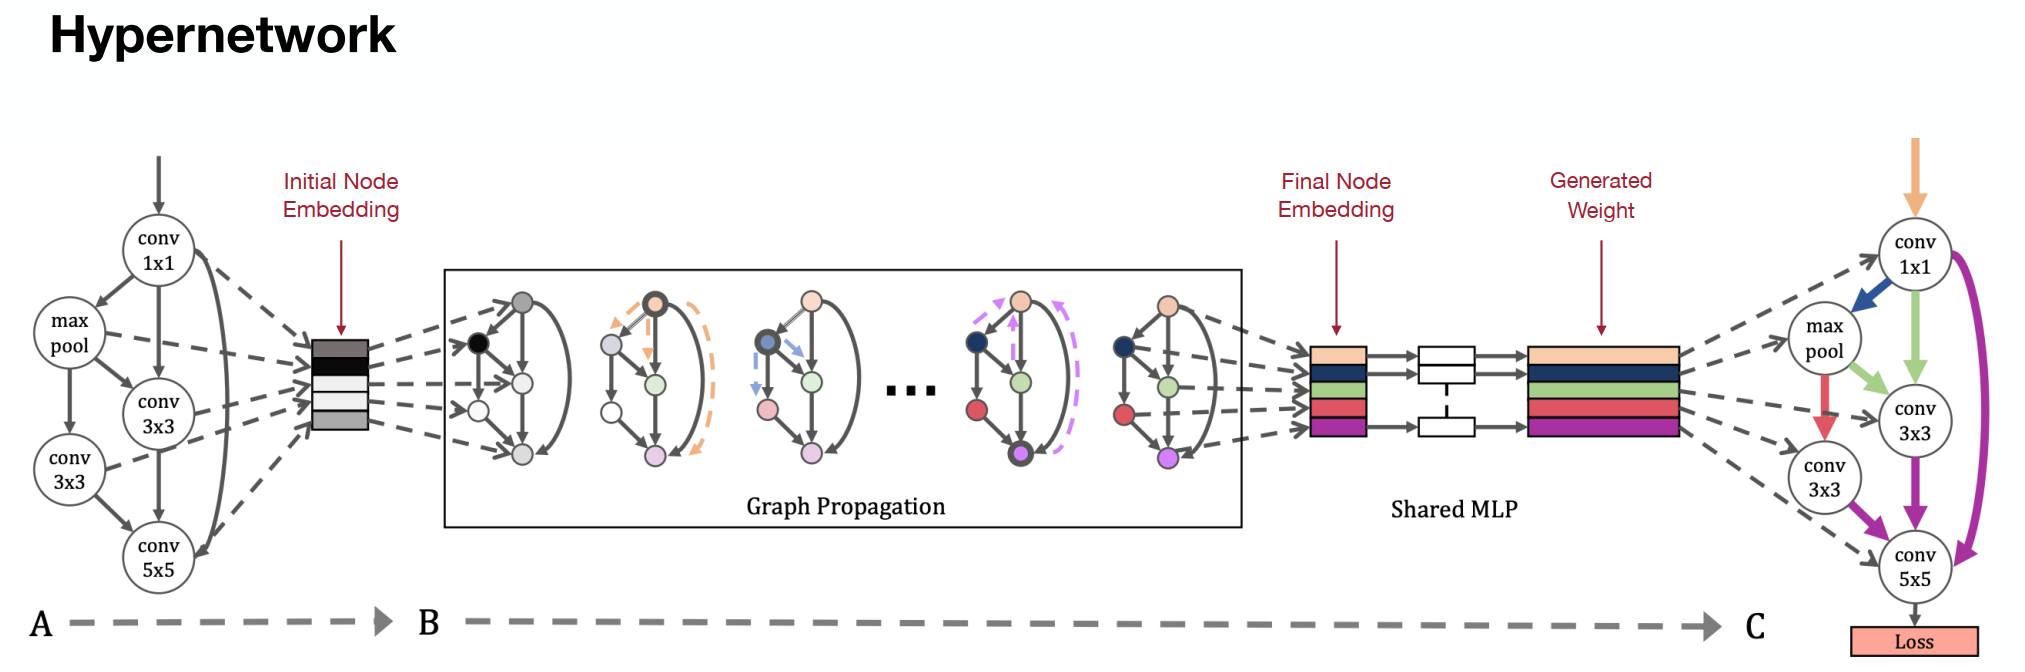 Hypernetwork
conv
1x1
max
pool
conv
3x3
conv
3x3
conv
5x5
Initial Node
Embedding
Graph Propagation
Final Node
Embedding
Generated
Weight
Shared MLP
conv
1x1
max
pool
conv
3x3
conv
3x3
conv
5x5
Loss
A
B
C